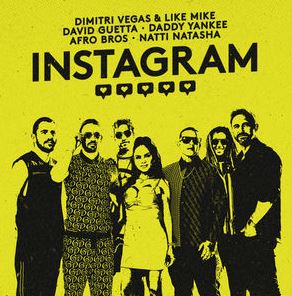 DIMITRI VEGAS & LIKE MIKE
DAVID GUETTA • DADDY YANKEE
AFRO BROS • NATTI NATASHA
INSTAGRAM